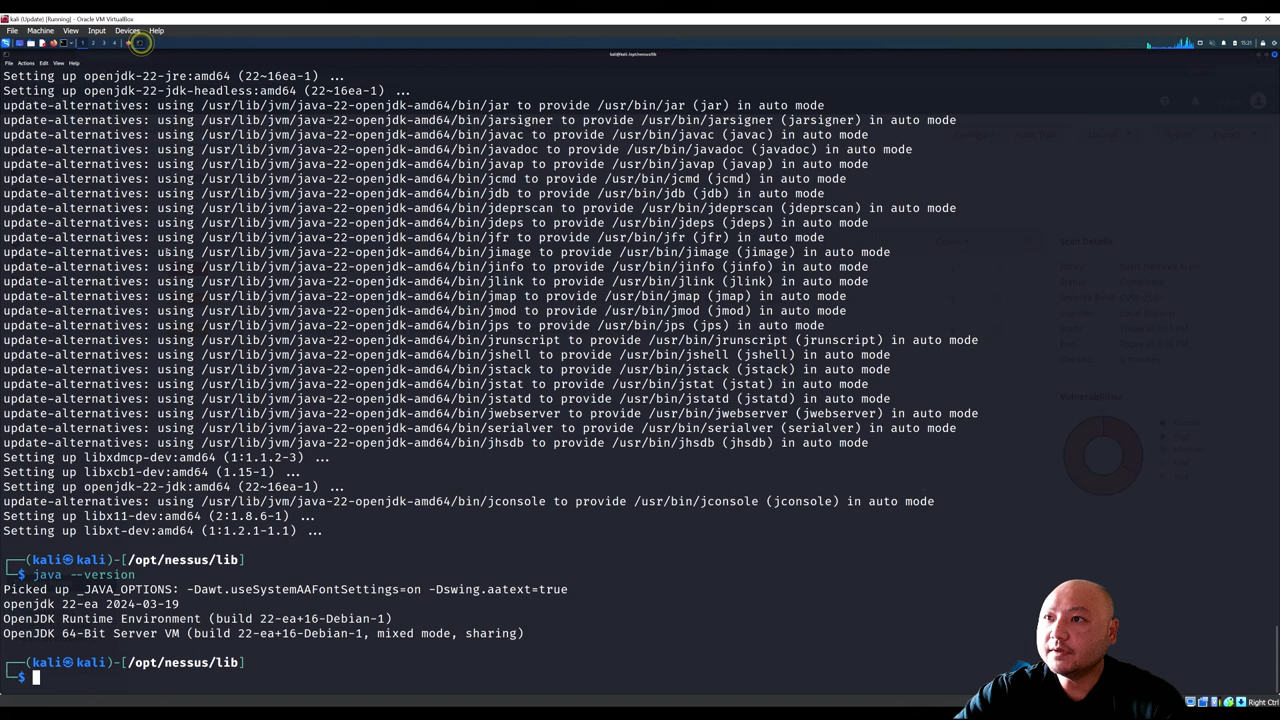 kali (Update) [Running] - Oracle VM VirtualBox
File Machine View Input Devices Help
1 2 3 4
15:21
kali@kali: /opt/nessus/lib
File Actions Edit View Help
Setting up openjdk-22-jre:amd64 (22~16ea-1) ...
Setting up openjdk-22-jdk-headless:amd64 (22~16ea-1) ...
update-alternatives: using /usr/lib/jvm/java-22-openjdk-amd64/bin/jar to provide /usr/bin/jar (jar) in auto mode
update-alternatives: using /usr/lib/jvm/java-22-openjdk-amd64/bin/jarsigner to provide /usr/bin/jarsigner (jarsigner) in auto mode
update-alternatives: using /usr/lib/jvm/java-22-openjdk-amd64/bin/javac to provide /usr/bin/javac (javac) in auto mode
update-alternatives: using /usr/lib/jvm/java-22-openjdk-amd64/bin/javadoc to provide /usr/bin/javadoc (javadoc) in auto mode
update-alternatives: using /usr/lib/jvm/java-22-openjdk-amd64/bin/javap to provide /usr/bin/javap (javap) in auto mode
update-alternatives: using /usr/lib/jvm/java-22-openjdk-amd64/bin/jcmd to provide /usr/bin/jcmd (jcmd) in auto mode
update-alternatives: using /usr/lib/jvm/java-22-openjdk-amd64/bin/jdb to provide /usr/bin/jdb (jdb) in auto mode
update-alternatives: using /usr/lib/jvm/java-22-openjdk-amd64/bin/jdeprscan to provide /usr/bin/jdeprscan (jdeprscan) in auto mode
update-alternatives: using /usr/lib/jvm/java-22-openjdk-amd64/bin/jdeps to provide /usr/bin/jdeps (jdeps) in auto mode
update-alternatives: using /usr/lib/jvm/java-22-openjdk-amd64/bin/jfr to provide /usr/bin/jfr (jfr) in auto mode
update-alternatives: using /usr/lib/jvm/java-22-openjdk-amd64/bin/jimage to provide /usr/bin/jimage (jimage) in auto mode
update-alternatives: using /usr/lib/jvm/java-22-openjdk-amd64/bin/jinfo to provide /usr/bin/jinfo (jinfo) in auto mode
update-alternatives: using /usr/lib/jvm/java-22-openjdk-amd64/bin/jlink to provide /usr/bin/jlink (jlink) in auto mode
update-alternatives: using /usr/lib/jvm/java-22-openjdk-amd64/bin/jmap to provide /usr/bin/jmap (jmap) in auto mode
update-alternatives: using /usr/lib/jvm/java-22-openjdk-amd64/bin/jmod to provide /usr/bin/jmod (jmod) in auto mode
update-alternatives: using /usr/lib/jvm/java-22-openjdk-amd64/bin/jps to provide /usr/bin/jps (jps) in auto mode
update-alternatives: using /usr/lib/jvm/java-22-openjdk-amd64/bin/jrunscript to provide /usr/bin/jrunscript (jrunscript) in auto mode
update-alternatives: using /usr/lib/jvm/java-22-openjdk-amd64/bin/jshell to provide /usr/bin/jshell (jshell) in auto mode
update-alternatives: using /usr/lib/jvm/java-22-openjdk-amd64/bin/jstack to provide /usr/bin/jstack (jstack) in auto mode
update-alternatives: using /usr/lib/jvm/java-22-openjdk-amd64/bin/jstat to provide /usr/bin/jstat (jstat) in auto mode
update-alternatives: using /usr/lib/jvm/java-22-openjdk-amd64/bin/jstatd to provide /usr/bin/jstatd (jstatd) in auto mode
update-alternatives: using /usr/lib/jvm/java-22-openjdk-amd64/bin/jwebserver to provide /usr/bin/jwebserver (jwebserver) in auto mode
update-alternatives: using /usr/lib/jvm/java-22-openjdk-amd64/bin/serialver to provide /usr/bin/serialver (serialver) in auto mode
update-alternatives: using /usr/lib/jvm/java-22-openjdk-amd64/bin/jhsdb to provide /usr/bin/jhsdb (jhsdb) in auto mode
Setting up libxdmcp-dev:amd64 (1:1.1.2-3) ...
Setting up libxcb1-dev:amd64 (1.15-1) ...
Setting up openjdk-22-jdk:amd64 (22~16ea-1) ...
update-alternatives: using /usr/lib/jvm/java-22-openjdk-amd64/bin/jconsole to provide /usr/bin/jconsole (jconsole) in auto mode
Setting up libx11-dev:amd64 (2:1.8.6-1) ...
Setting up libxt-dev:amd64 (1:1.2.1-1.1) ...
Scan Details
Vulnerabilities
┌──(kali㉿kali)-[/opt/nessus/lib]
└─$ java --version
Picked up _JAVA_OPTIONS: -Dawt.useSystemAAFontSettings=on -Dswing.aatext=true
openjdk 22-ea 2024-03-19
OpenJDK Runtime Environment (build 22-ea+16-Debian-1)
OpenJDK 64-Bit Server VM (build 22-ea+16-Debian-1, mixed mode, sharing)
┌──(kali㉿kali)-[/opt/nessus/lib]
└─$
Right Ctrl